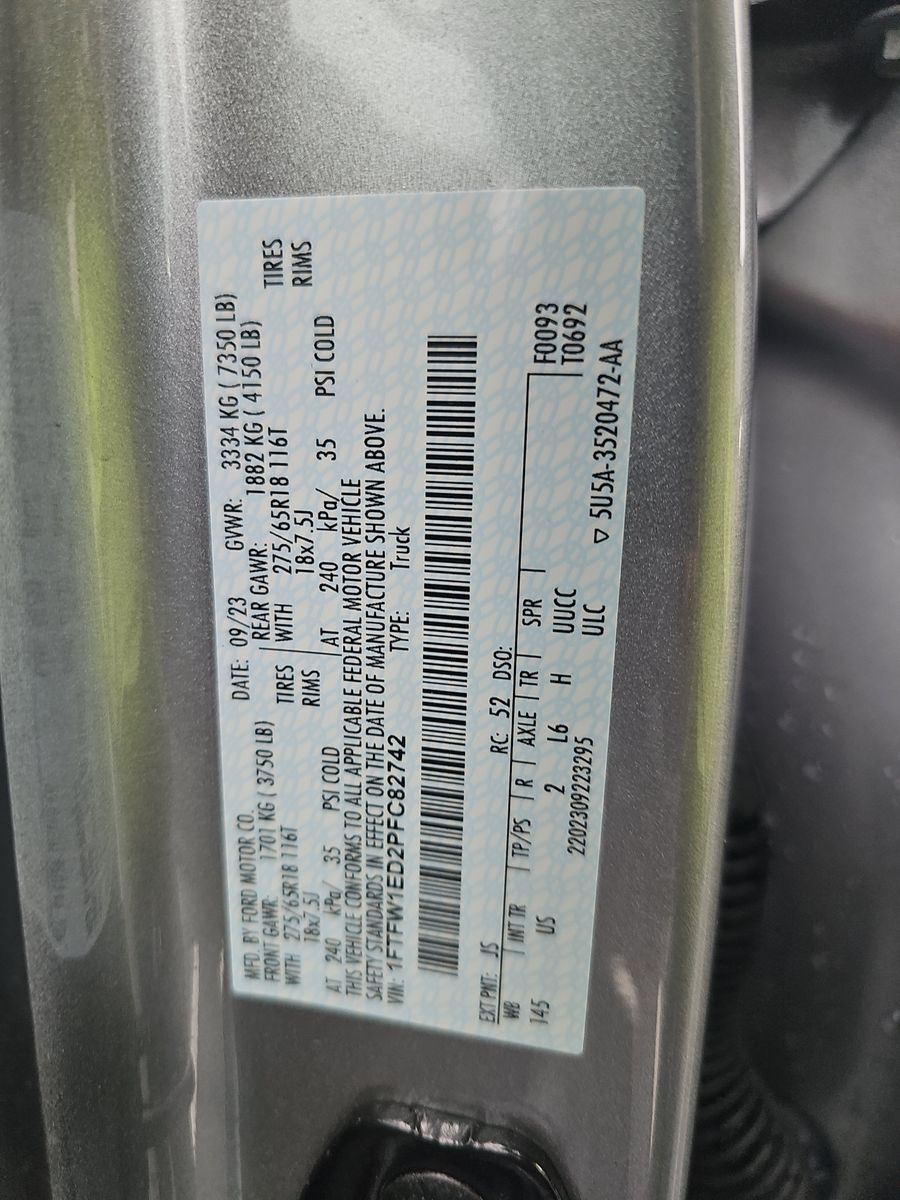 MFD. BY FORD MOTOR CO. DATE: 09/23 GVWR: 3334 KG ( 7350 LB)
FRONT GAWR: 1701 KG ( 3750 LB) REAR GAWR: 1882 KG ( 4150 LB)
WITH 275/65R18 116T TIRES WITH 275/65R18 116T TIRES
18x7.5J RIMS 18x7.5J RIMS
AT 240 kPa/ 35 PSI COLD AT 240 kPa/ 35 PSI COLD
THIS VEHICLE CONFORMS TO ALL APPLICABLE FEDERAL MOTOR VEHICLE
SAFETY STANDARDS IN EFFECT ON THE DATE OF MANUFACTURE SHOWN ABOVE.
VIN: 1FTFW1ED2PFC82742 TYPE: Truck
EXT PNT: JS RC: 52 DSO: F0093
WB INT TR TP/PS R AXLE TR SPR T0692
145 US 2 L6 H UUCC
2202309223295 ULC
▽ 5U5A-3520472-AA